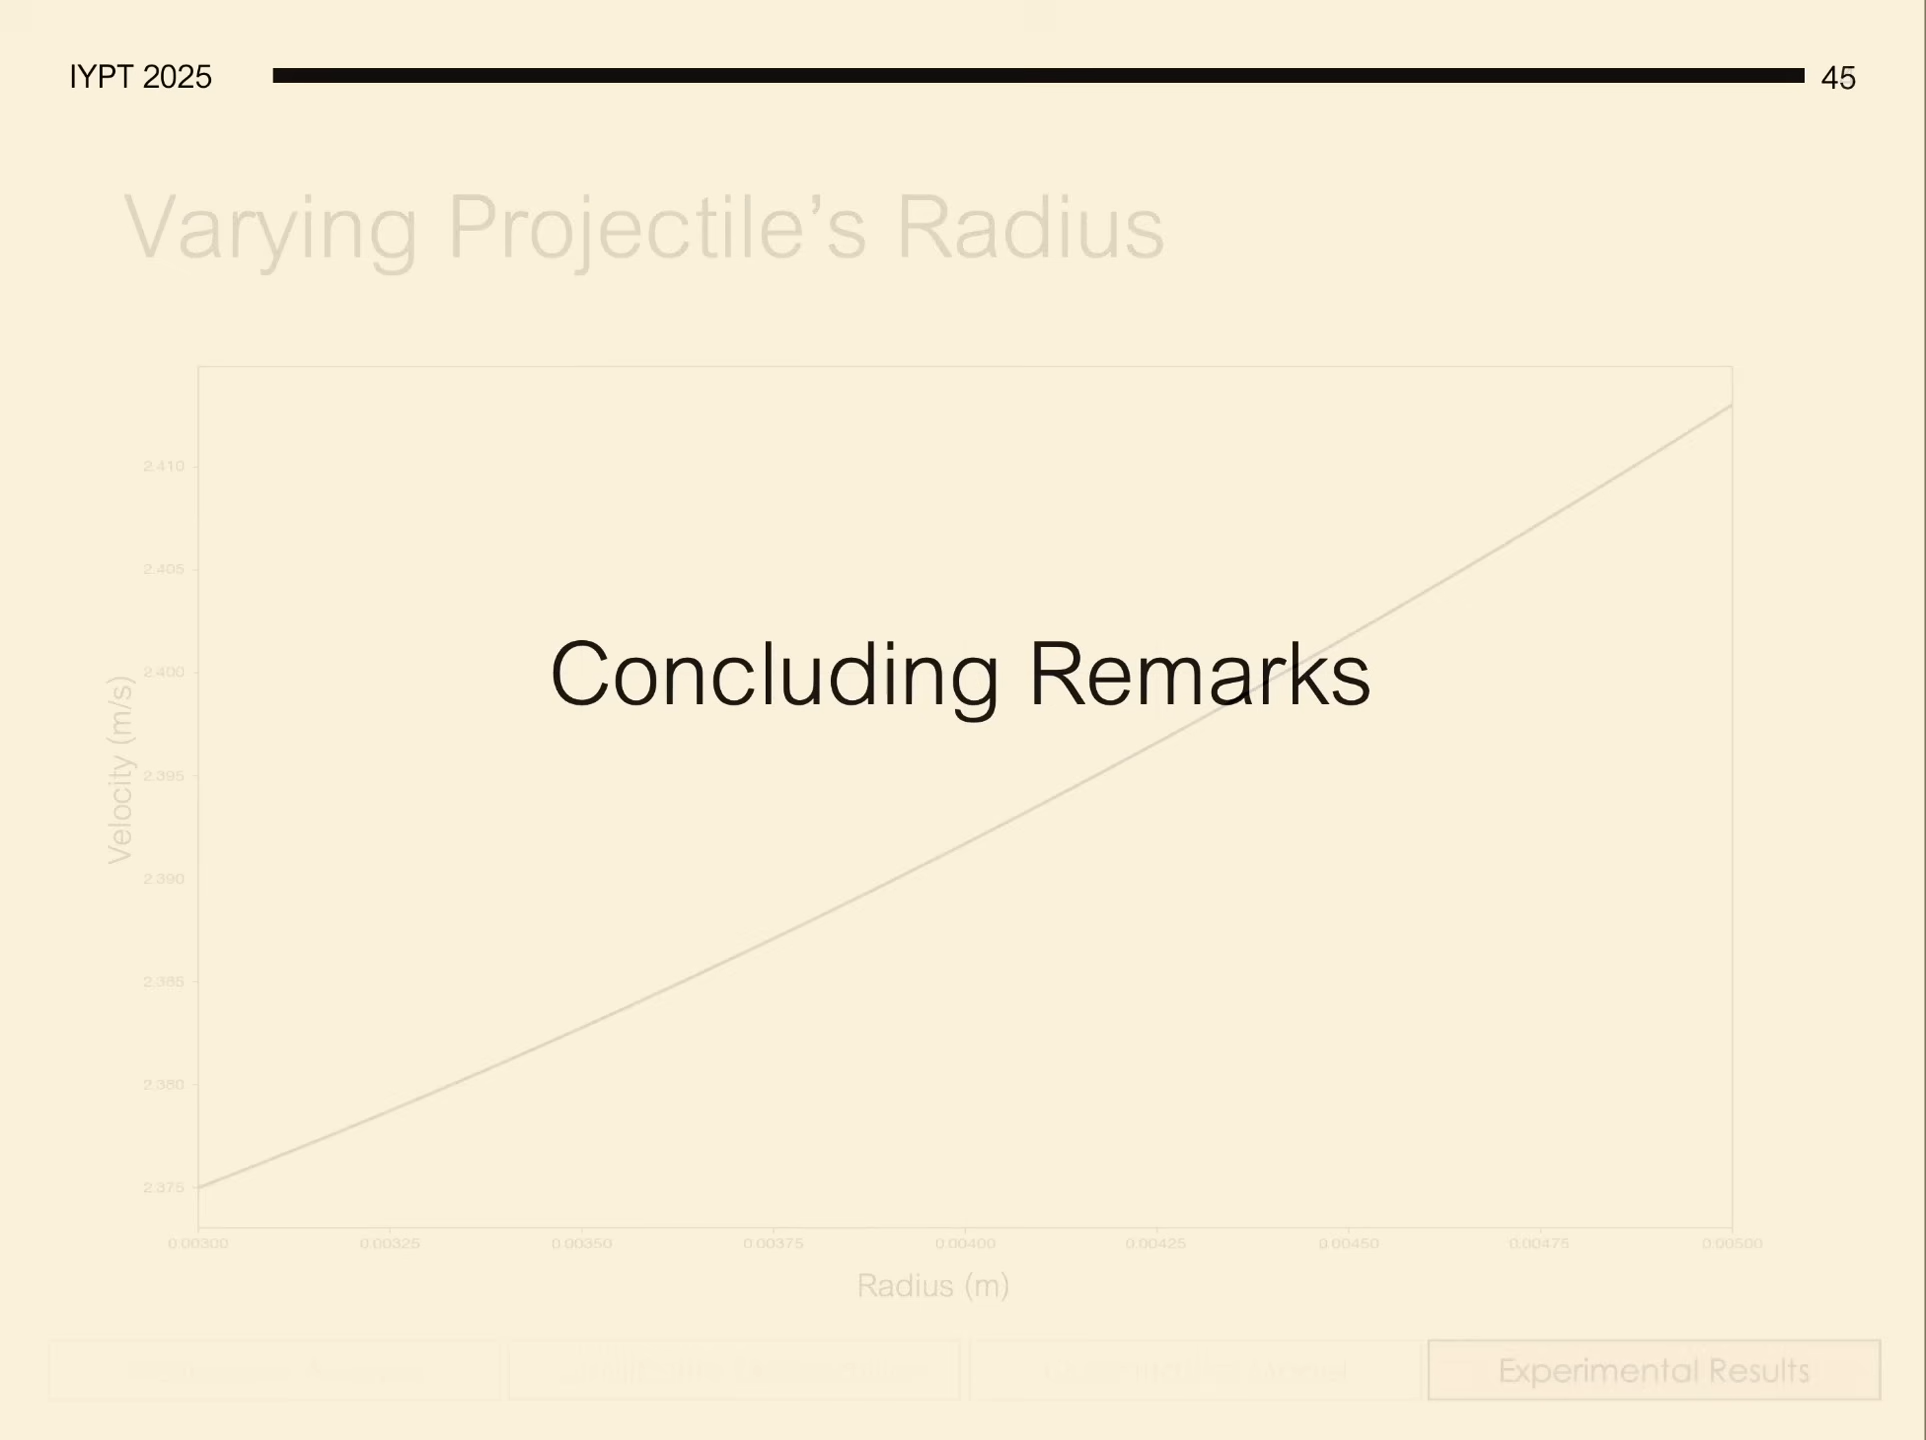 IYPT 2025
45
Varying Projectile's Radius
2.410
2.405
2.400
2.395
2.390
2.385
2.380
2.375
Velocity (m/s)
Concluding Remarks
0.00300 0.00325 0.00350 0.00375 0.00400 0.00425 0.00450 0.00475 0.00500
Radius (m)
Experimental Results